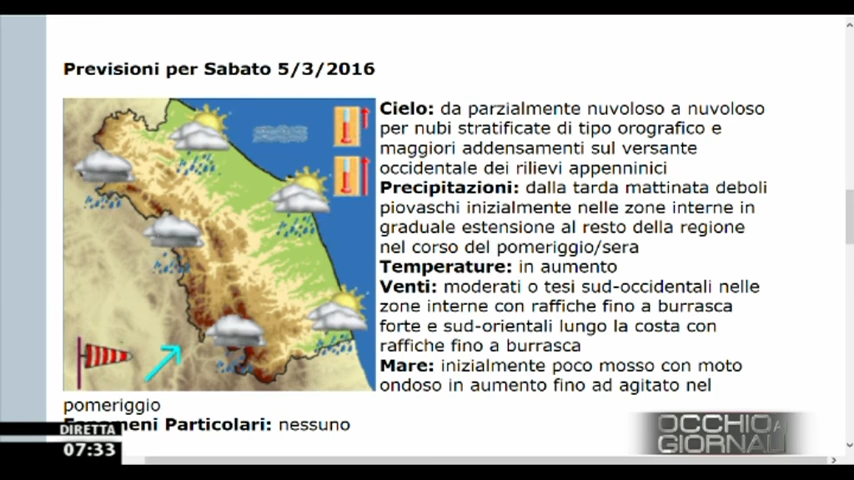 Previsioni per Sabato 5/3/2016
Cielo: da parzialmente nuvoloso a nuvoloso
per nubi stratificate di tipo orografico e
maggiori addensamenti sul versante
occidentale dei rilievi appenninici
Precipitazioni: dalla tarda mattinata deboli
piovaschi inizialmente nelle zone interne in
graduale estensione al resto della regione
nel corso del pomeriggio/sera
Temperature: in aumento
Venti: moderati o tesi sud-occidentali nelle
zone interne con raffiche fino a burrasca
forte e sud-orientali lungo la costa con
raffiche fino a burrasca
Mare: inizialmente poco mosso con moto
ondoso in aumento fino ad agitato nel
pomeriggio
Particolari: nessuno
DIRETTA
07:33
OCCHIO AI
GIORNALI